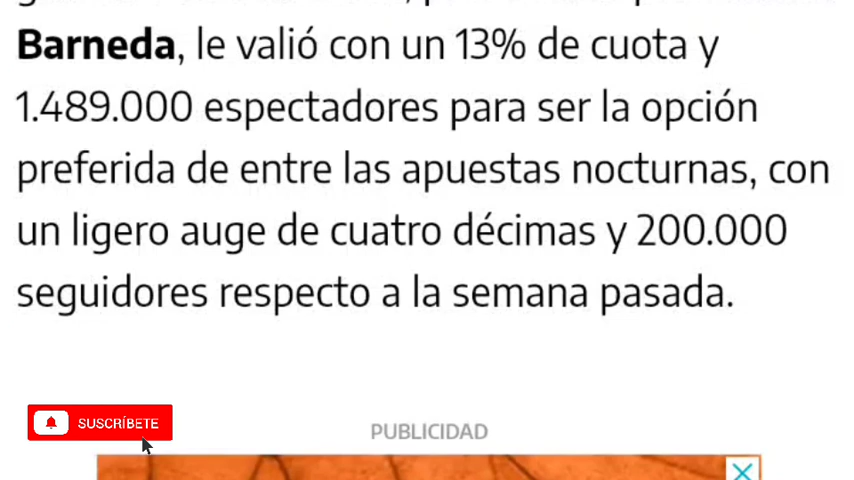 Barneda, le valió con un 13% de cuota y
1.489.000 espectadores para ser la opción
preferida de entre las apuestas nocturnas, con
un ligero auge de cuatro décimas y 200.000
seguidores respecto a la semana pasada.
SUSCRÍBETE
PUBLICIDAD